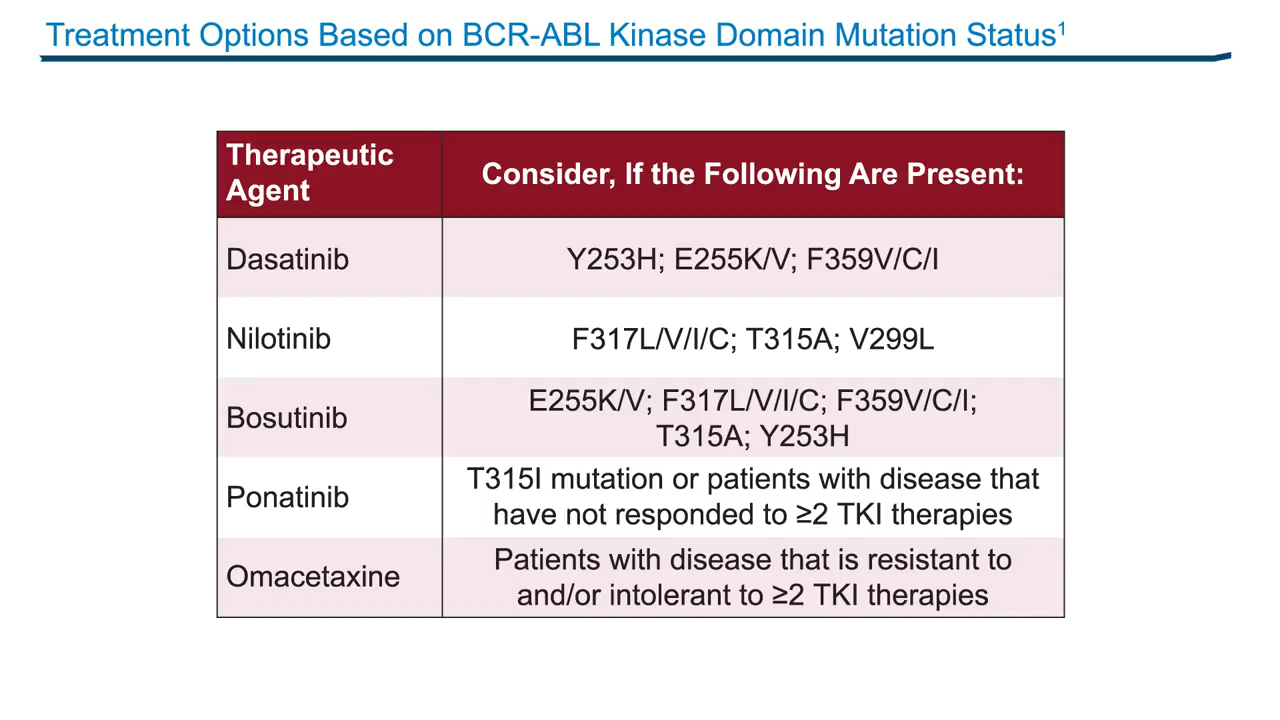 Treatment Options Based on BCR-ABL Kinase Domain Mutation Status¹
Therapeutic
Agent
Consider, If the Following Are Present:
Dasatinib
Y253H; E255K/V; F359V/C/I
Nilotinib
F317L/V/I/C; T315A; V299L
Bosutinib
E255K/V; F317L/V/I/C; F359V/C/I;
T315A; Y253H
Ponatinib
T315I mutation or patients with disease that
have not responded to ≥2 TKI therapies
Omacetaxine
Patients with disease that is resistant to
and/or intolerant to ≥2 TKI therapies